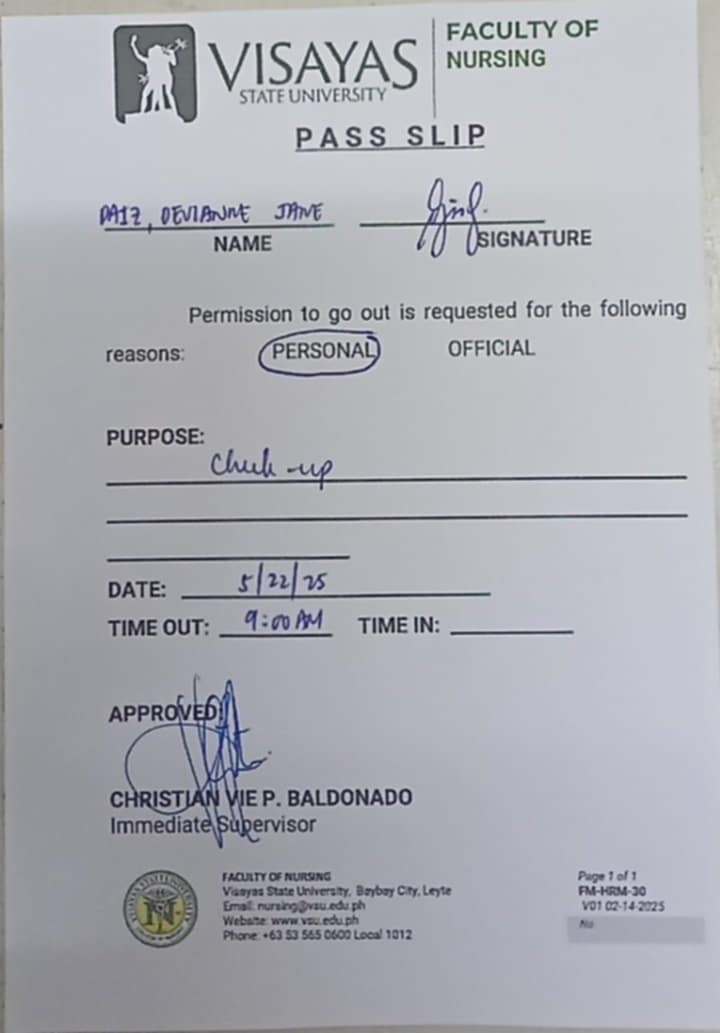 VISAYAS
STATE UNIVERSITY
FACULTY OF
NURSING
PASS SLIP
PAIZ, DEVIANNE JANE
NAME
SIGNATURE
Permission to go out is requested for the following
reasons: PERSONAL OFFICIAL
PURPOSE:
Check-up
DATE: 5/22/25
TIME OUT: 9:00 AM TIME IN:
APPROVED:
CHRISTIAN VIE P. BALDONADO
Immediate Supervisor
FACULTY OF NURSING
Visayas State University, Baybay City, Leyte
Email: nursing@vsu.edu.ph
Website: www.vsu.edu.ph
Phone: +63 53 565 0600 Local 1012
Page 1 of 1
FM-HRM-30
V01 02-14-2025
No.